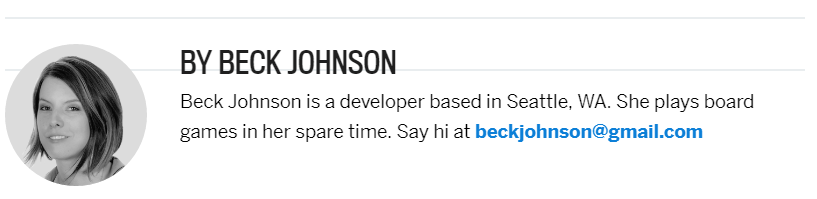 BY BECK JOHNSON
Beck Johnson is a developer based in Seattle, WA. She plays board
games in her spare time. Say hi at beckjohnson@gmail.com